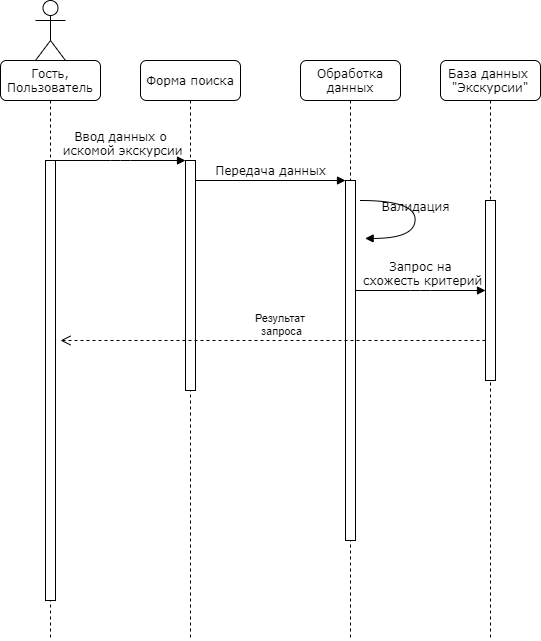 Гость,
Пользователь
Форма поиска
Обработка
данных
База данных
"Экскурсии"
Ввод данных о
искомой экскурсии
Передача данных
Валидация
Запрос на
схожесть критерий
Результат
запроса